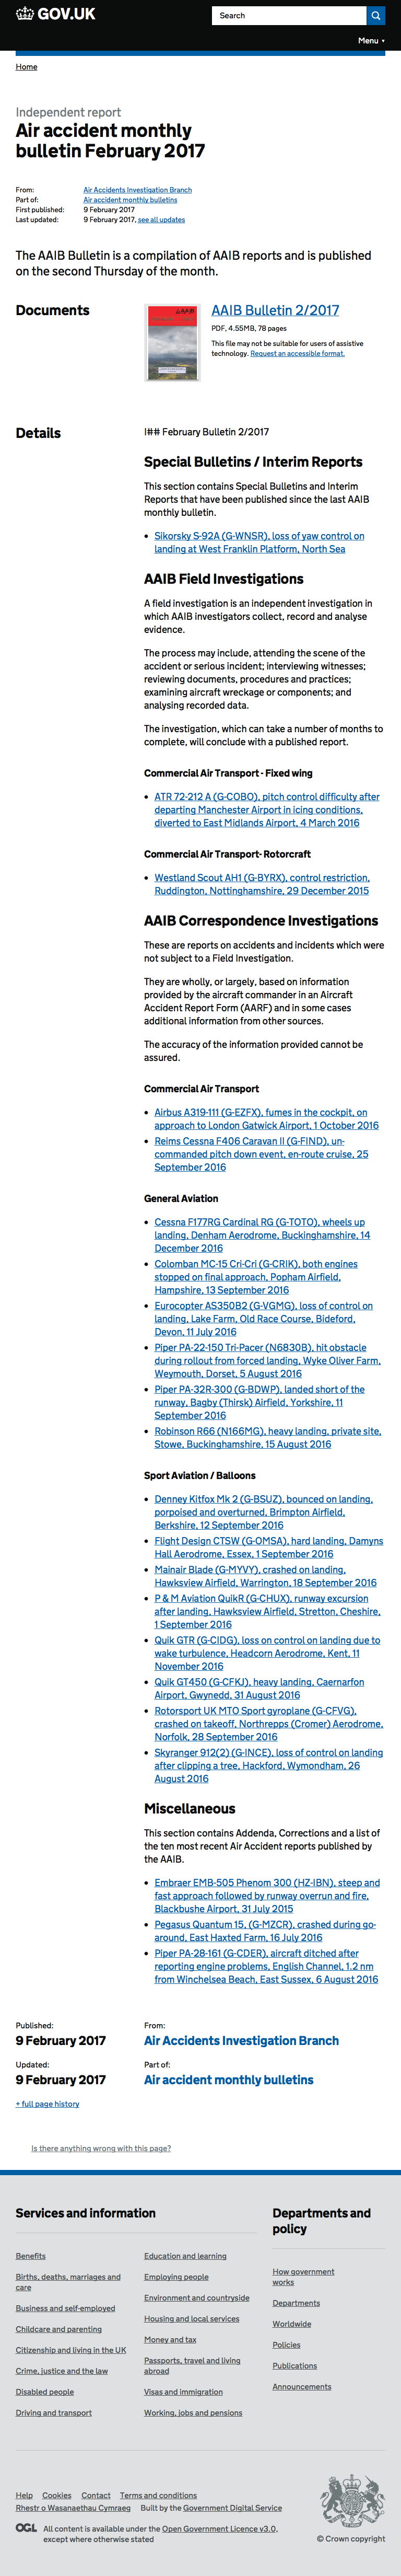 GOV.UK
Search
Menu ▼
Home
Independent report
Air accident monthly
bulletin February 2017
From: Air Accidents Investigation Branch
Part of: Air accident monthly bulletins
First published: 9 February 2017
Last updated: 9 February 2017, see all updates
The AAIB Bulletin is a compilation of AAIB reports and is published
on the second Thursday of the month.
Documents
AAIB
AAIB Bulletin 2/2017
PDF, 4.55MB, 78 pages
This file may not be suitable for users of assistive
technology. Request an accessible format.
Details
I## February Bulletin 2/2017
Special Bulletins / Interim Reports
This section contains Special Bulletins and Interim
Reports that have been published since the last AAIB
monthly bulletin.
• Sikorsky S-92A (G-WNSR), loss of yaw control on
landing at West Franklin Platform, North Sea
AAIB Field Investigations
A field investigation is an independent investigation in
which AAIB investigators collect, record and analyse
evidence.
The process may include, attending the scene of the
accident or serious incident; interviewing witnesses;
reviewing documents, procedures and practices;
examining aircraft wreckage or components; and
analysing recorded data.
The investigation, which can take a number of months to
complete, will conclude with a published report.
Commercial Air Transport - Fixed wing
• ATR 72-212 A (G-COBO), pitch control difficulty after
departing Manchester Airport in icing conditions,
diverted to East Midlands Airport, 4 March 2016
Commercial Air Transport- Rotorcraft
• Westland Scout AH1 (G-BYRX), control restriction,
Ruddington, Nottinghamshire, 29 December 2015
AAIB Correspondence Investigations
These are reports on accidents and incidents which were
not subject to a Field Investigation.
They are wholly, or largely, based on information
provided by the aircraft commander in an Aircraft
Accident Report Form (AARF) and in some cases
additional information from other sources.
The accuracy of the information provided cannot be
assured.
Commercial Air Transport
• Airbus A319-111 (G-EZFX), fumes in the cockpit, on
approach to London Gatwick Airport, 1 October 2016
• Reims Cessna F406 Caravan II (G-FIND), un-
commanded pitch down event, en-route cruise, 25
September 2016
General Aviation
• Cessna F177RG Cardinal RG (G-TOTO), wheels up
landing, Denham Aerodrome, Buckinghamshire, 14
December 2016
• Colomban MC-15 Cri-Cri (G-CRIK), both engines
stopped on final approach, Popham Airfield,
Hampshire, 13 September 2016
• Eurocopter AS350B2 (G-VGMG), loss of control on
landing, Lake Farm, Old Race Course, Bideford,
Devon, 11 July 2016
• Piper PA-22-150 Tri-Pacer (N6830B), hit obstacle
during rollout from forced landing, Wyke Oliver Farm,
Weymouth, Dorset, 5 August 2016
• Piper PA-32R-300 (G-BDWP), landed short of the
runway, Bagby (Thirsk) Airfield, Yorkshire, 11
September 2016
• Robinson R66 (N166MG), heavy landing, private site,
Stowe, Buckinghamshire, 15 August 2016
Sport Aviation / Balloons
• Denney Kitfox Mk 2 (G-BSUZ), bounced on landing,
porpoised and overturned, Brimpton Airfield,
Berkshire, 12 September 2016
• Flight Design CTSW (G-OMSA), hard landing, Damyns
Hall Aerodrome, Essex, 1 September 2016
• Mainair Blade (G-MYVY), crashed on landing,
Hawksview Airfield, Warrington, 18 September 2016
• P & M Aviation QuikR (G-CHUX), runway excursion
after landing, Hawksview Airfield, Stretton, Cheshire,
1 September 2016
• Quik GTR (G-CIDG), loss on control on landing due to
wake turbulence, Headcorn Aerodrome, Kent, 11
November 2016
• Quik GT450 (G-CFKJ), heavy landing, Caernarfon
Airport, Gwynedd, 31 August 2016
• Rotorsport UK MTO Sport gyroplane (G-CFVG),
crashed on takeoff, Northrepps (Cromer) Aerodrome,
Norfolk, 28 September 2016
• Skyranger 912(2) (G-INCE), loss of control on landing
after clipping a tree, Hackford, Wymondham, 26
August 2016
Miscellaneous
This section contains Addenda, Corrections and a list of
the ten most recent Air Accident reports published by
the AAIB.
• Embraer EMB-505 Phenom 300 (HZ-IBN), steep and
fast approach followed by runway overrun and fire,
Blackbushe Airport, 31 July 2015
• Pegasus Quantum 15, (G-MZCR), crashed during go-
around, East Haxted Farm, 16 July 2016
• Piper PA-28-161 (G-CDER), aircraft ditched after
reporting engine problems, English Channel, 1.2 nm
from Winchelsea Beach, East Sussex, 6 August 2016
Published:
9 February 2017
From:
Air Accidents Investigation Branch
Updated:
9 February 2017
Part of:
Air accident monthly bulletins
+ full page history
Is there anything wrong with this page?
Services and information
Benefits
Births, deaths, marriages and
care
Business and self-employed
Childcare and parenting
Citizenship and living in the UK
Crime, justice and the law
Disabled people
Driving and transport
Education and learning
Employing people
Environment and countryside
Housing and local services
Money and tax
Passports, travel and living
abroad
Visas and immigration
Working, jobs and pensions
Departments and
policy
How government
works
Departments
Worldwide
Policies
Publications
Announcements
Help Cookies Contact Terms and conditions
Rhestr o Wasanaethau Cymraeg Built by the Government Digital Service
OGL All content is available under the Open Government Licence v3.0,
except where otherwise stated
© Crown copyright